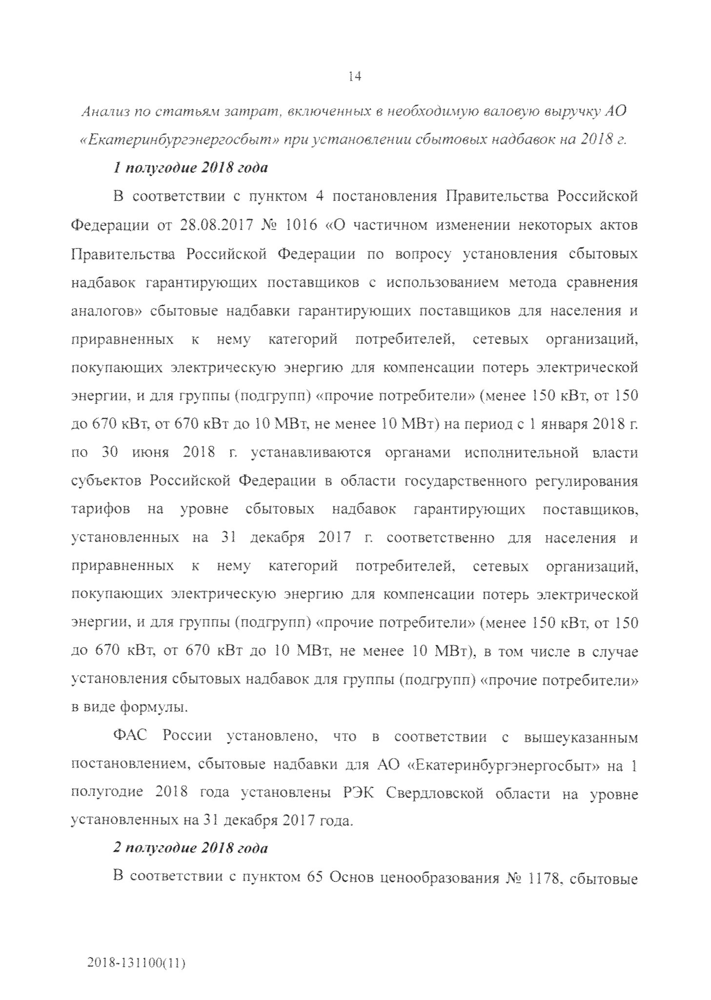 14
Анализ по статьям затрат, включенных в необходимую валовую выручку АО
«Екатеринбургэнергосбыт» при установлении сбытовых надбавок на 2018 г.
1 полугодие 2018 года
В соответствии с пунктом 4 постановления Правительства Российской
Федерации от 28.08.2017 № 1016 «О частичном изменении некоторых актов
Правительства Российской Федерации по вопросу установления сбытовых
надбавок гарантирующих поставщиков с использованием метода сравнения
аналогов» сбытовые надбавки гарантирующих поставщиков для населения и
приравненных к нему категорий потребителей, сетевых организаций,
покупающих электрическую энергию для компенсации потерь электрической
энергии, и для группы (подгрупп) «прочие потребители» (менее 150 кВт, от 150
до 670 кВт, от 670 кВт до 10 МВт, не менее 10 МВт) на период с 1 января 2018 г.
по 30 июня 2018 г. устанавливаются органами исполнительной власти
субъектов Российской Федерации в области государственного регулирования
тарифов на уровне сбытовых надбавок гарантирующих поставщиков,
установленных на 31 декабря 2017 г. соответственно для населения и
приравненных к нему категорий потребителей, сетевых организаций,
покупающих электрическую энергию для компенсации потерь электрической
энергии, и для группы (подгрупп) «прочие потребители» (менее 150 кВт, от 150
до 670 кВт, от 670 кВт до 10 МВт, не менее 10 МВт), в том числе в случае
установления сбытовых надбавок для группы (подгрупп) «прочие потребители»
в виде формулы.
ФАС России установлено, что в соответствии с вышеуказанным
постановлением, сбытовые надбавки для АО «Екатеринбургэнергосбыт» на 1
полугодие 2018 года установлены РЭК Свердловской области на уровне
установленных на 31 декабря 2017 года.
2 полугодие 2018 года
В соответствии с пунктом 65 Основ ценообразования № 1178, сбытовые
2018-131100(11)